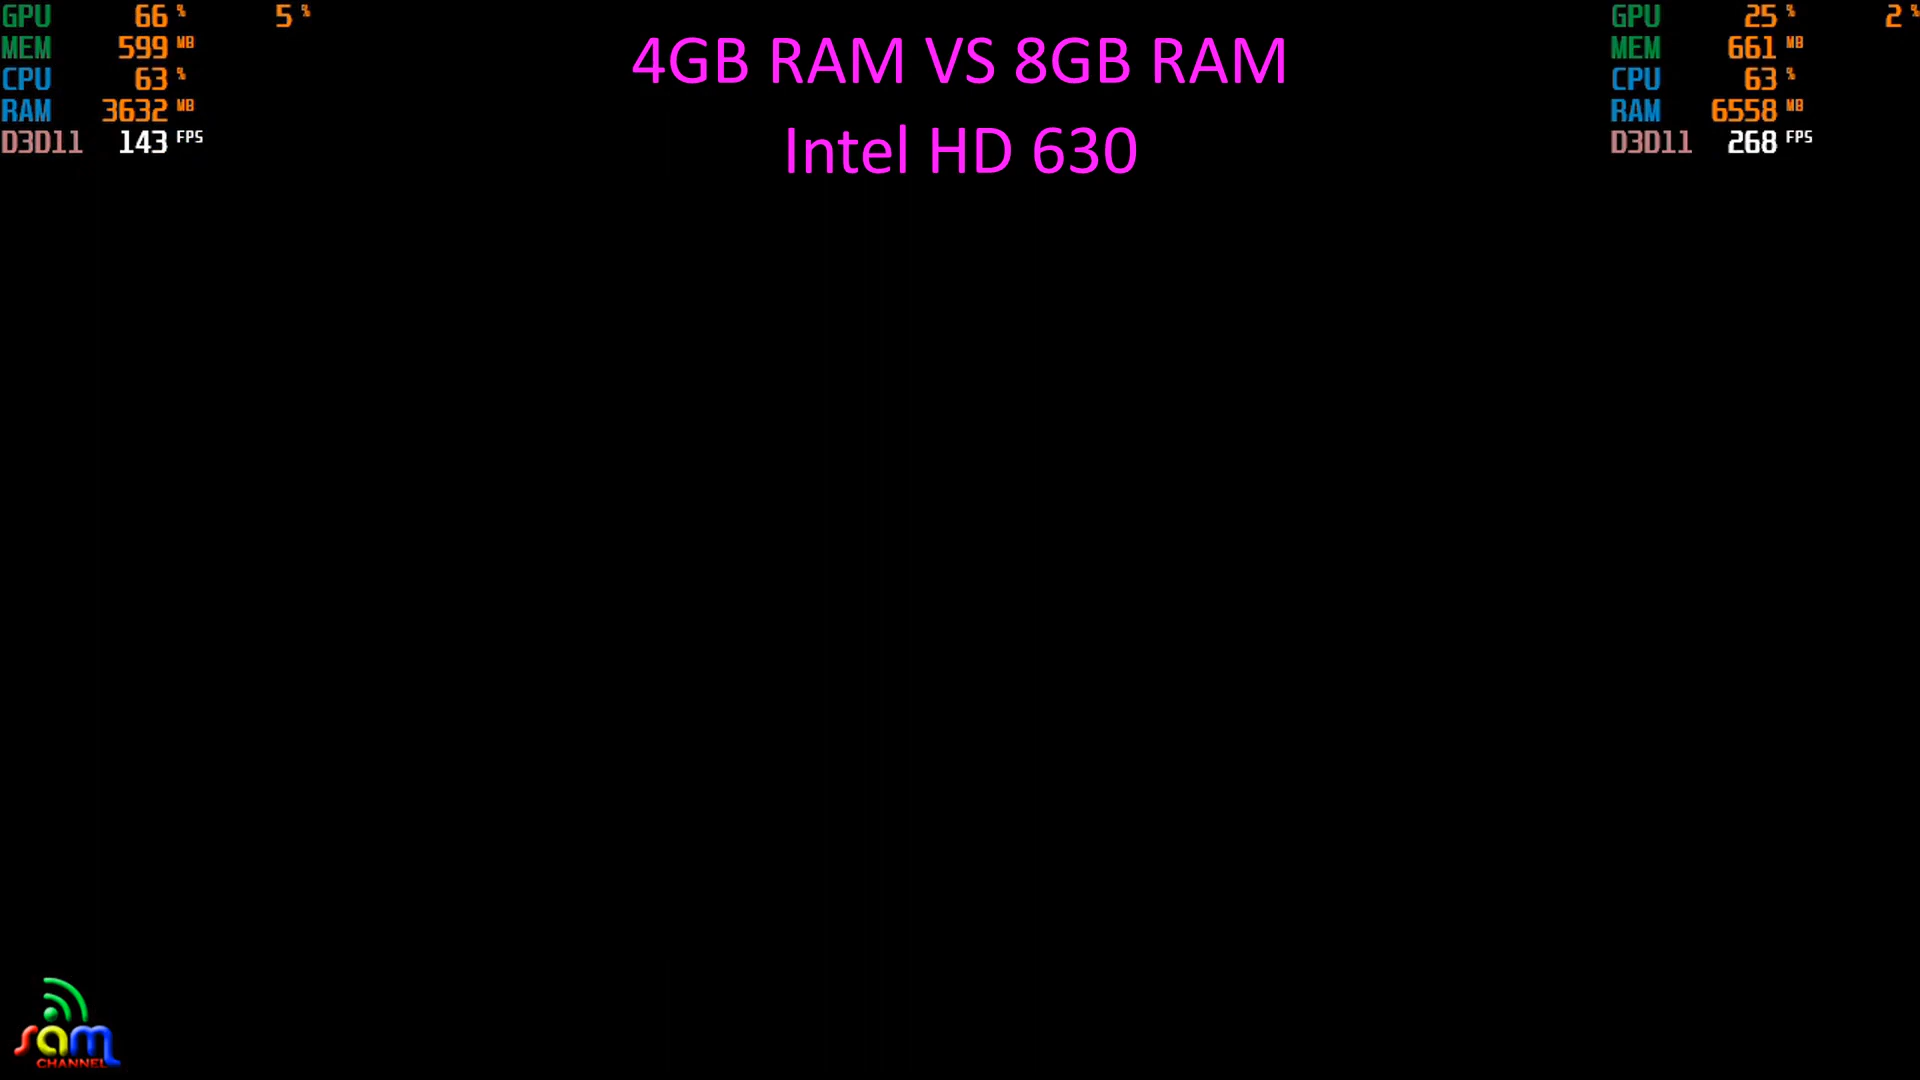 GPU 66 % 5 %
MEM 599 MB
CPU 63 %
RAM 3632 MB
D3D11 143 FPS
4GB RAM VS 8GB RAM
Intel HD 630
GPU 25 % 2 %
MEM 661 MB
CPU 63 %
RAM 6558 MB
D3D11 268 FPS
sam
CHANNEL